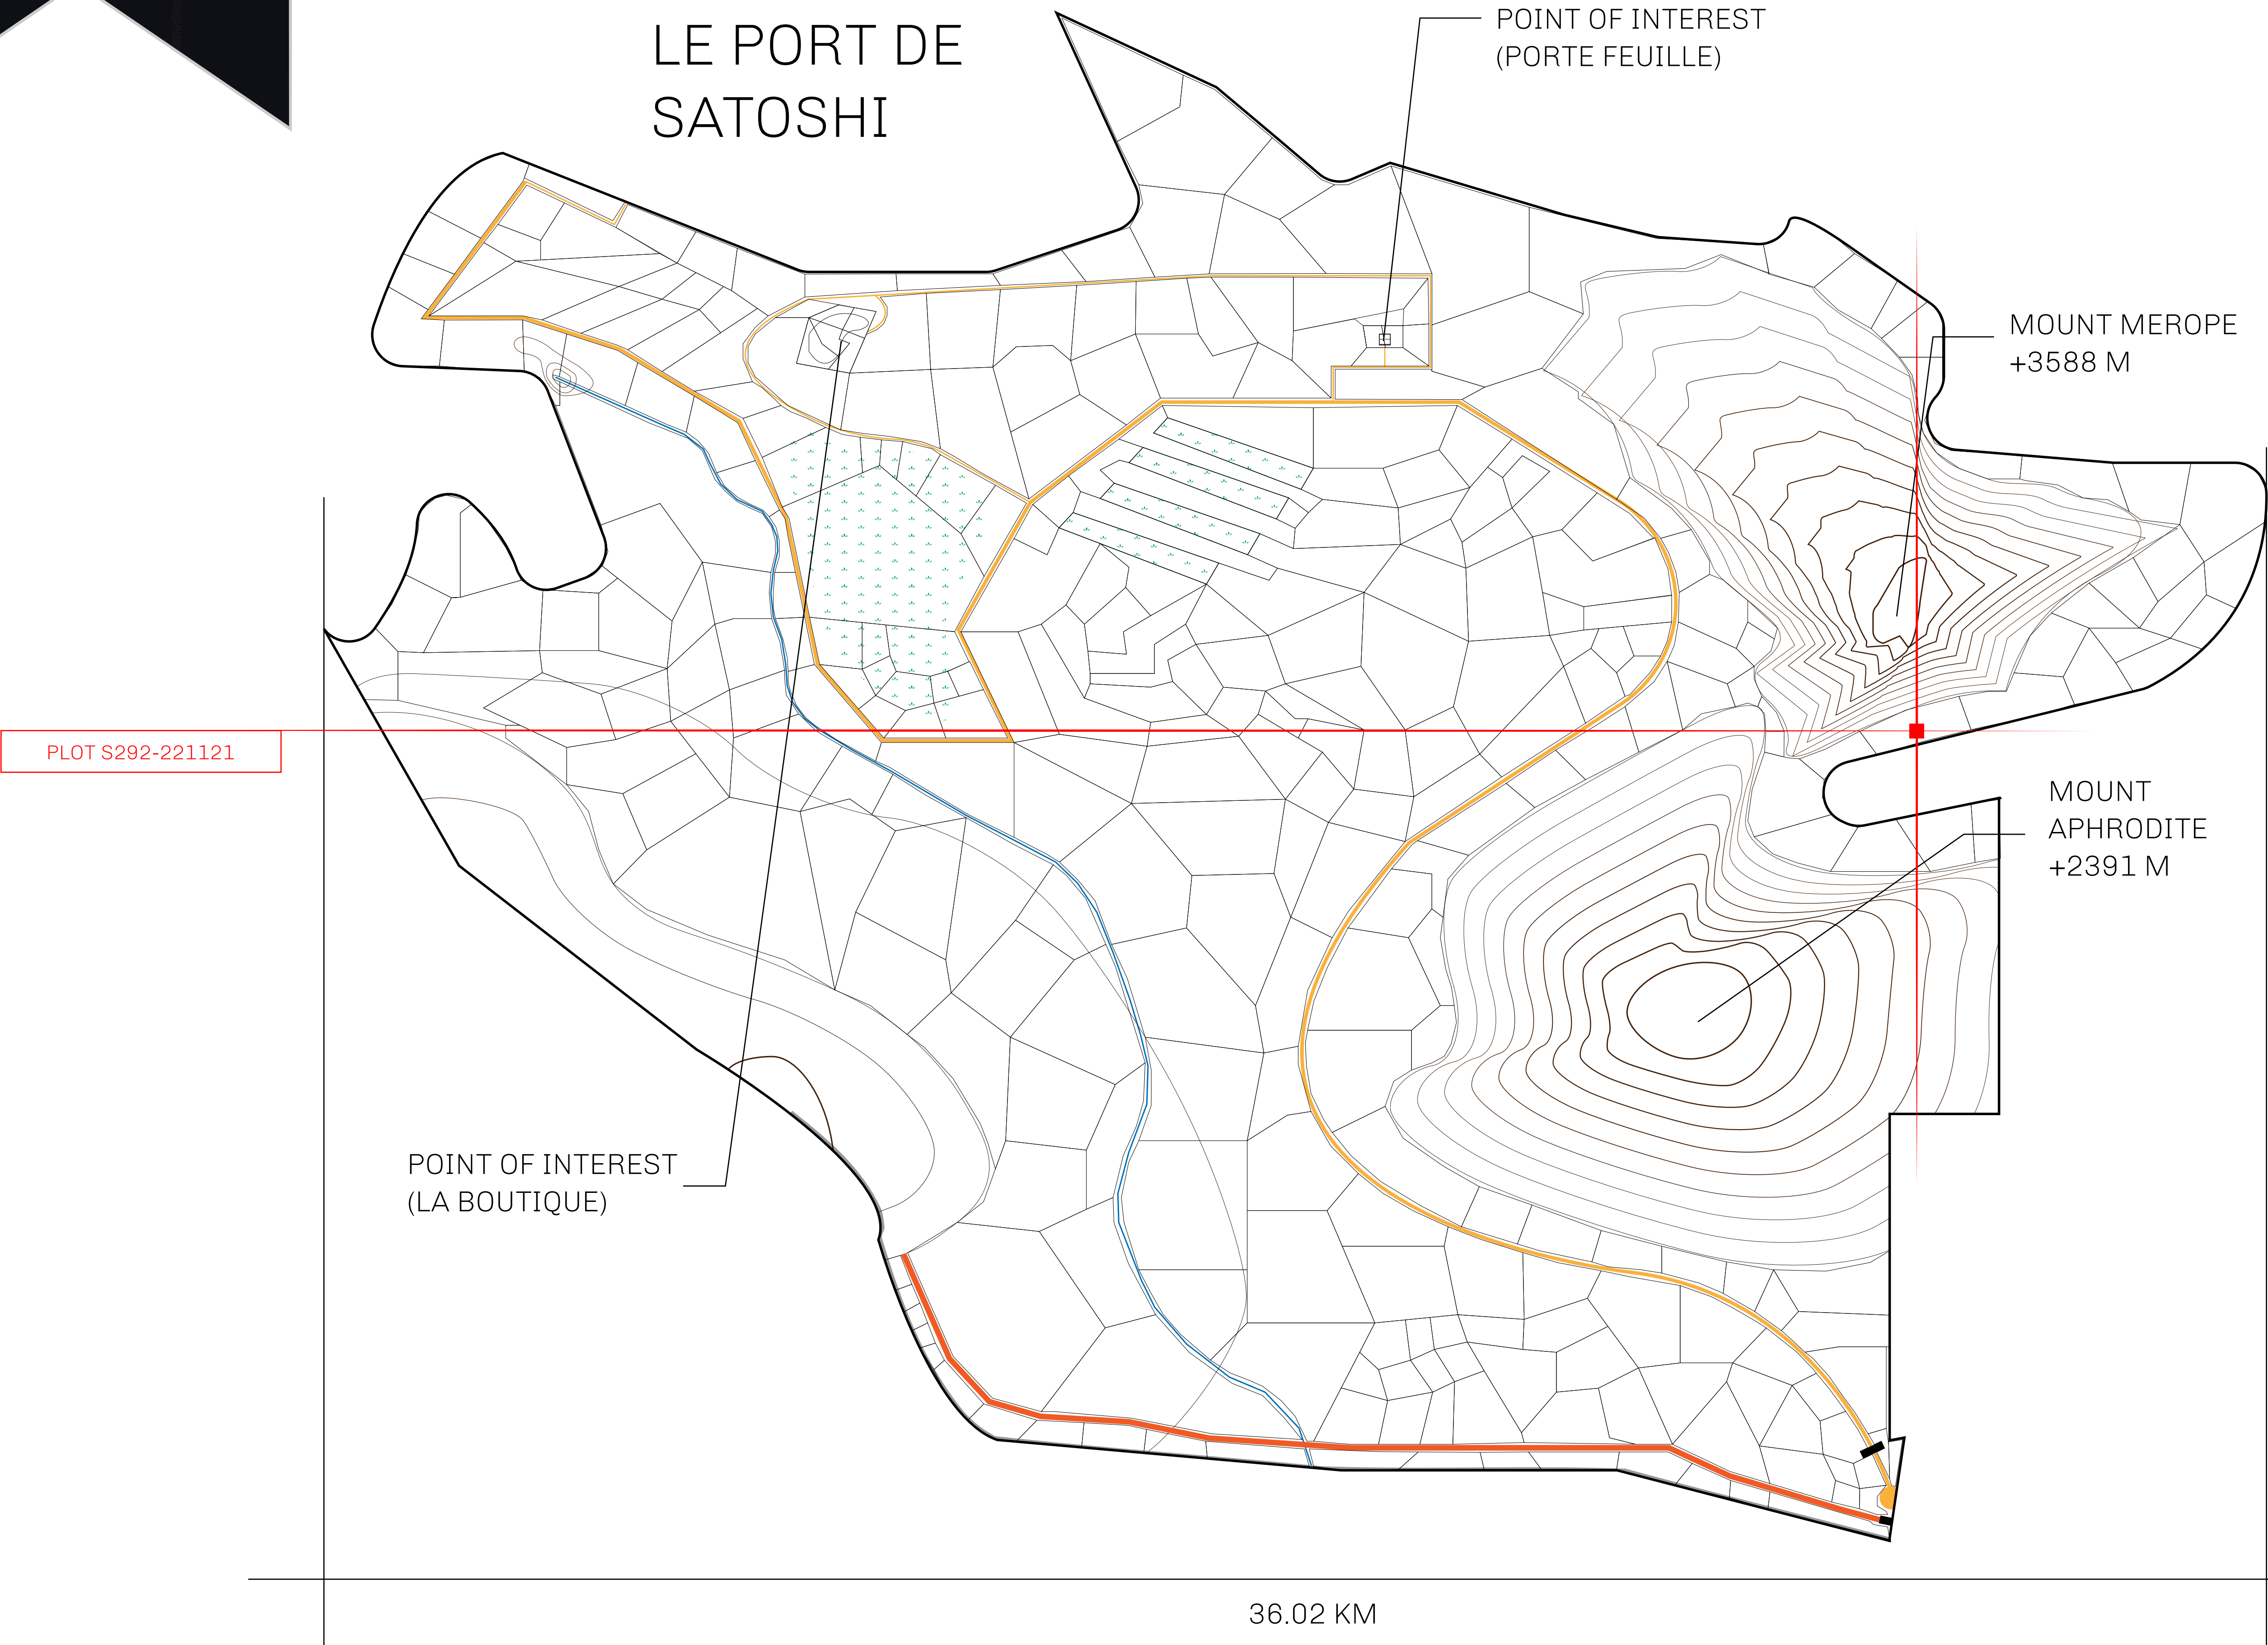 LE PORT DE
SATOSHI
POINT OF INTEREST
(PORTE FEUILLE)
MOUNT MEROPE
+3588 M
PLOT S292-221121
MOUNT
APHRODITE
+2391 M
POINT OF INTEREST
(LA BOUTIQUE)
36.02 KM